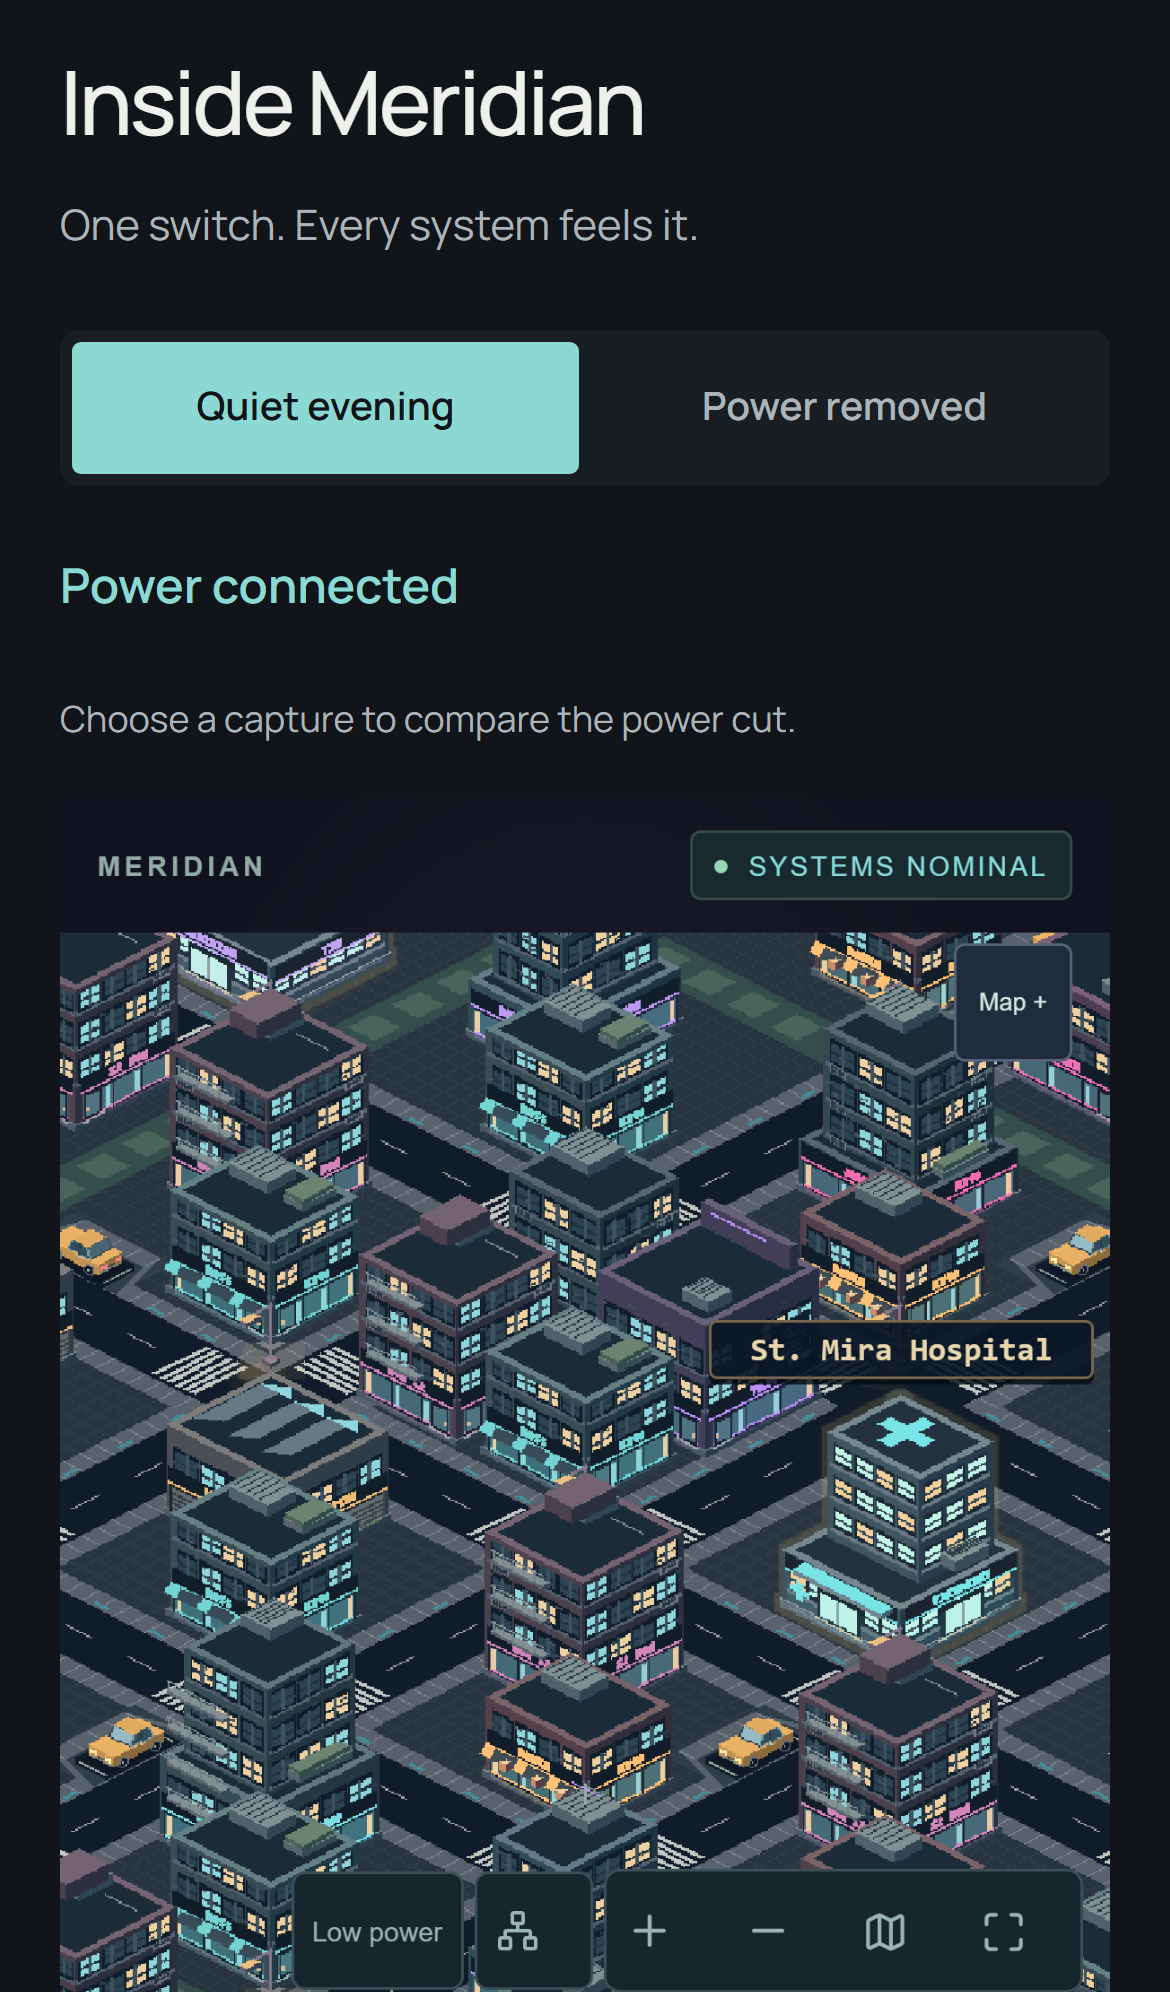 Inside Meridian
One switch. Every system feels it.
Quiet evening
Power removed
Power connected
Choose a capture to compare the power cut.
MERIDIAN
SYSTEMS NOMINAL
Map +
St. Mira Hospital
Low power